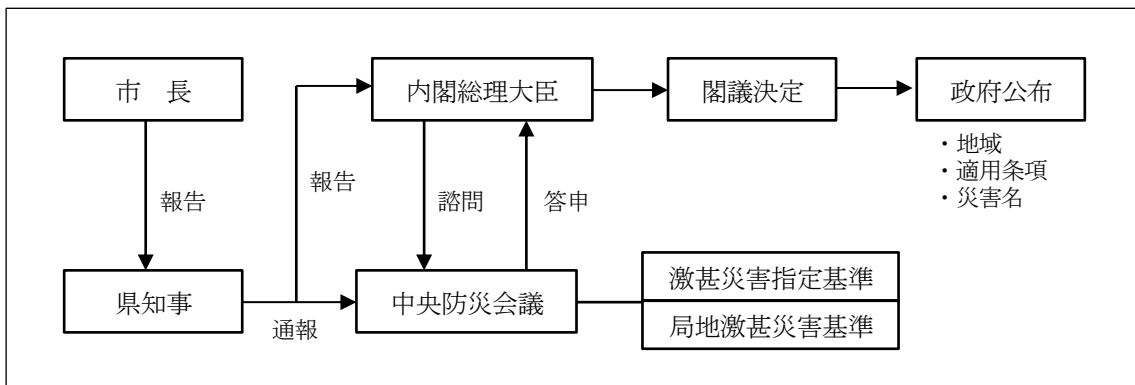 市　長
内閣総理大臣
閣議決定
政府公布
・地域
・適用条項
・災害名
報告
報告
諮問
答申
県知事
通報
中央防災会議
激甚災害指定基準
局地激甚災害基準